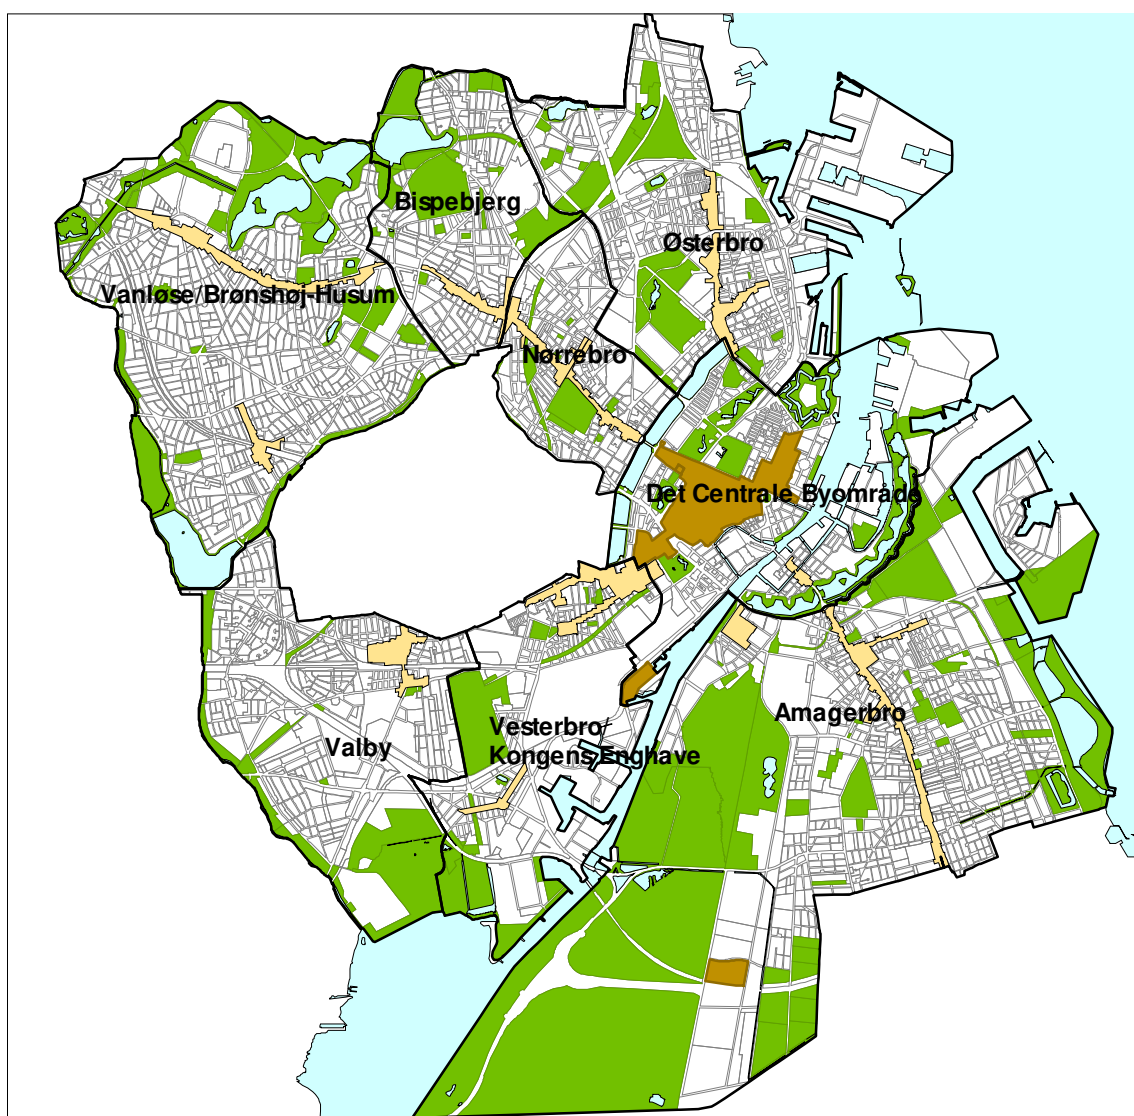 Bispebjerg
Østerbro
Vanløse/Brønshøj-Husum
Nørrebro
Det Centrale Byområde
Amagerbro
Vesterbro/
Kongens Enghave
Valby